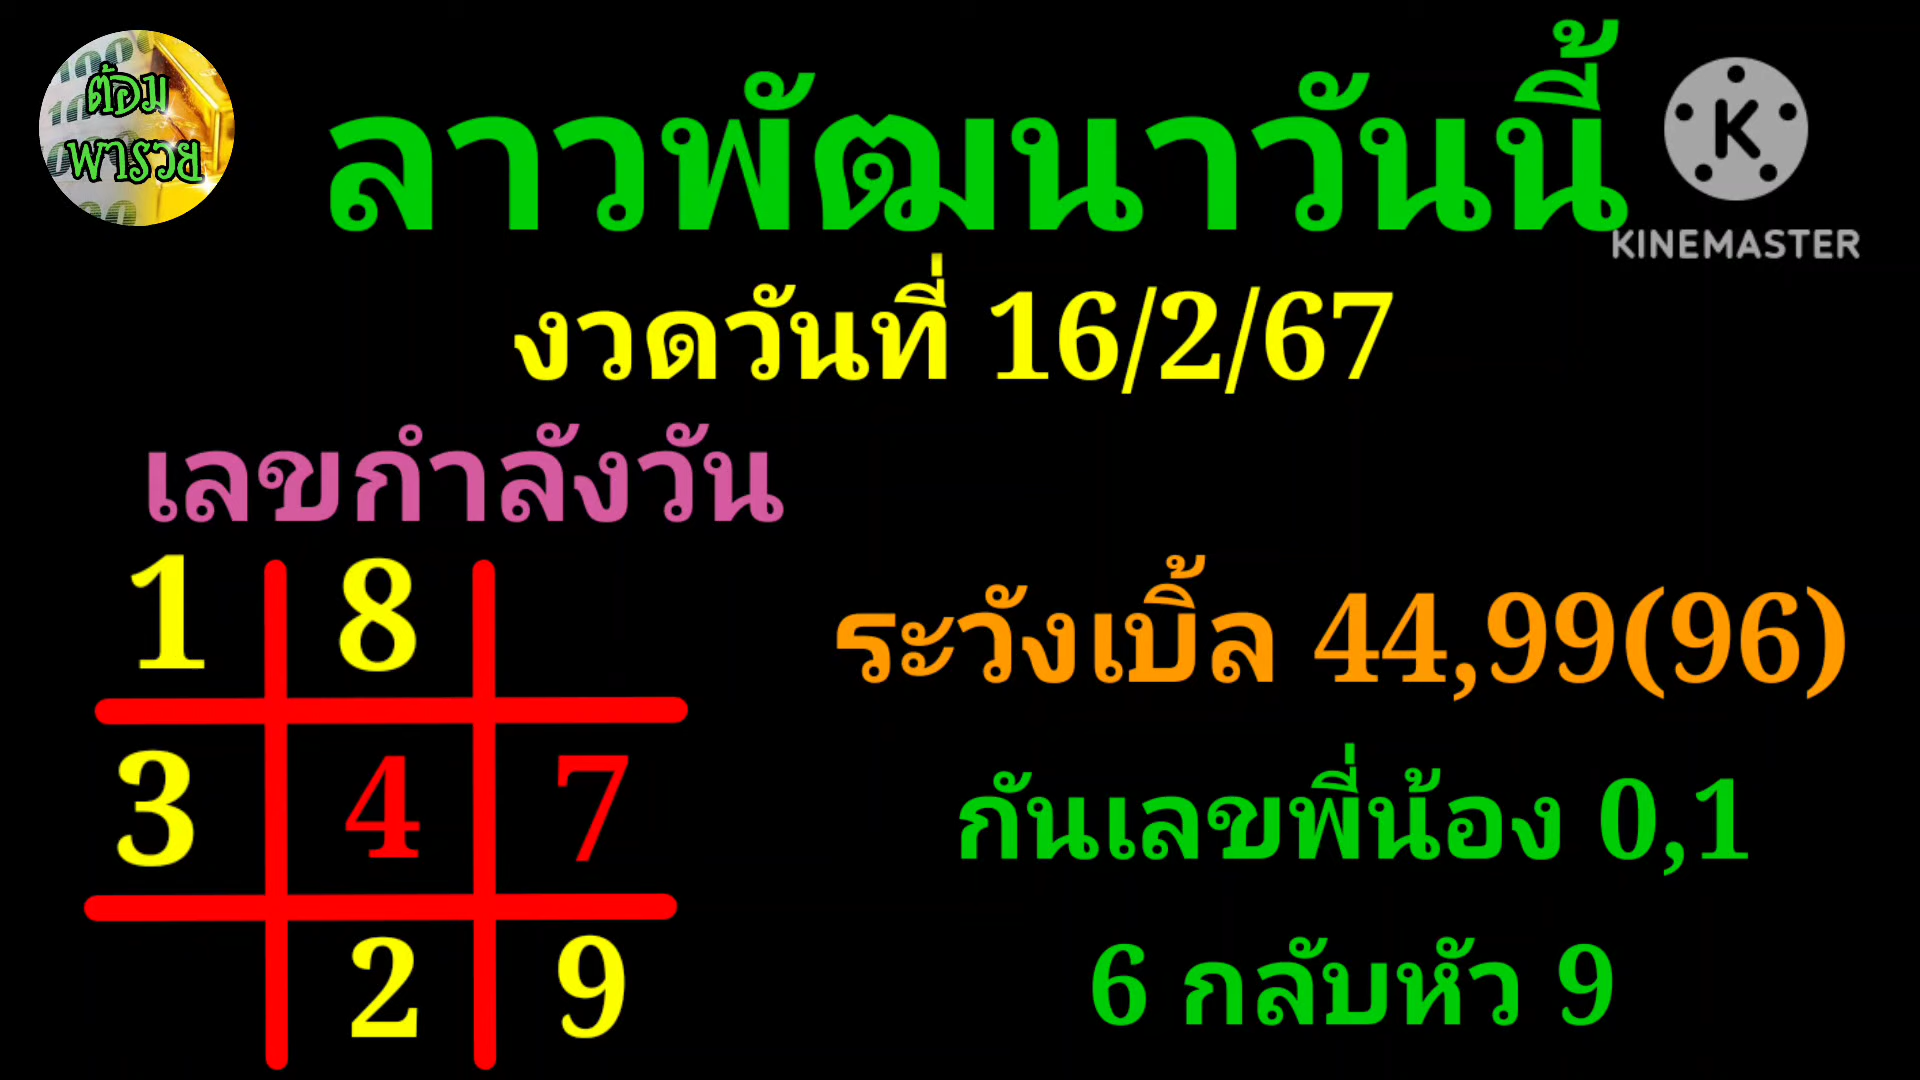 ต้อม
พารวย
ลาวพัฒนาวันนี้
K
KINEMASTER
งวดวันที่ 16/2/67
เลขกำลังวัน
1 8
ระวังเบิ้ล 44,99(96)
3 4 7
กันเลขพี่น้อง 0,1
2 9
6 กลับหัว 9